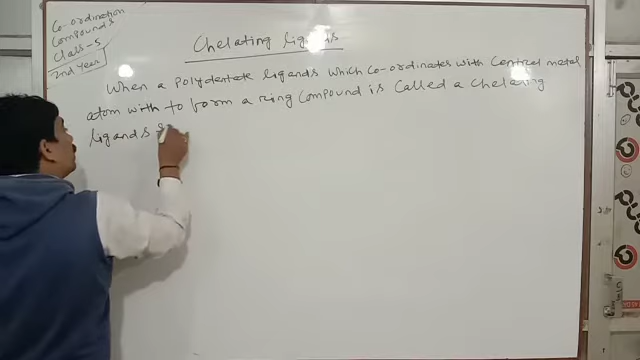 Co-ordination
Compounds
Class-5
2nd Year
Chelating ligands
When a polydentate ligands which co-ordinates with central metal
atom with to form a ring compound is called a chelating
ligands